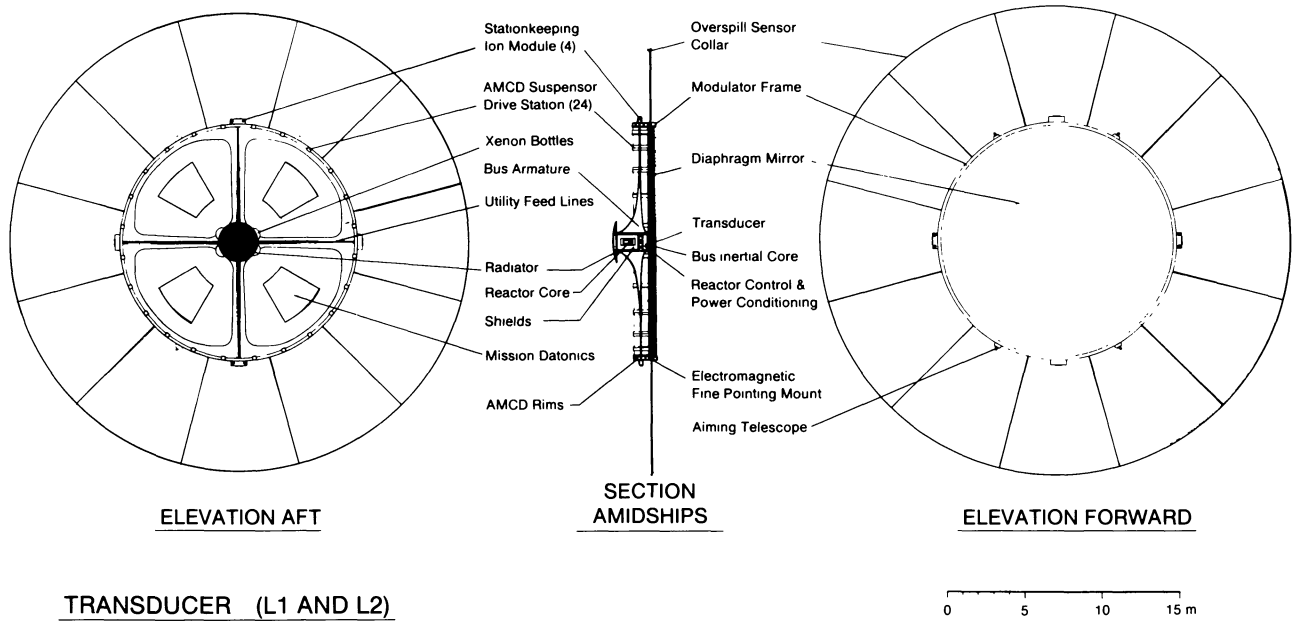 Stationkeeping
Ion Module (4)
AMCD Suspensor
Drive Station (24)
Xenon Bottles
Bus Armature
Utility Feed Lines
Radiator
Reactor Core
Shields
Mission Datonics
AMCD Rims
Overspill Sensor
Collar
Modulator Frame
Diaphragm Mirror
Transducer
Bus Inertial Core
Reactor Control &
Power Conditioning
Electromagnetic
Fine Pointing Mount
Aiming Telescope
ELEVATION AFT
SECTION
AMIDSHIPS
ELEVATION FORWARD
TRANSDUCER (L1 AND L2)
0 5 10 15 m